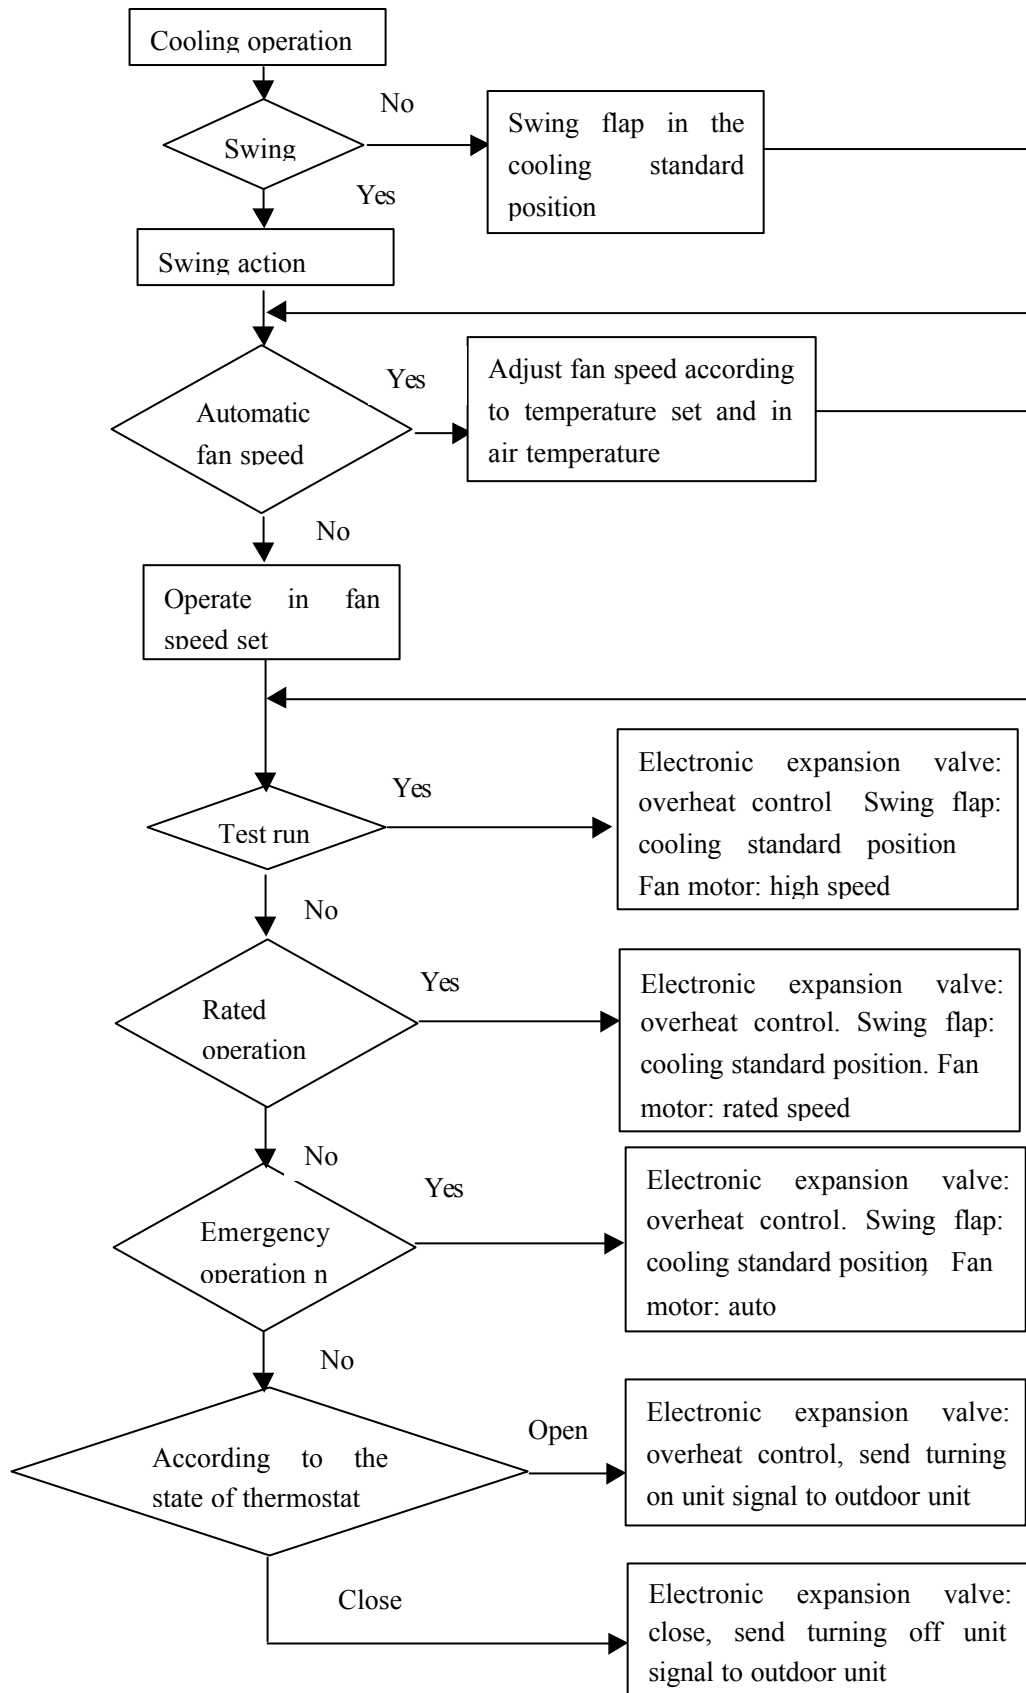 Cooling operation
No
Swing
Swing flap in the
cooling standard
position
Yes
Swing action
Yes
Automatic
fan speed
Adjust fan speed according
to temperature set and in
air temperature
No
Operate in fan
speed set
Yes
Test run
Electronic expansion valve:
overheat control Swing flap:
cooling standard position
Fan motor: high speed
No
Yes
Rated
operation
Electronic expansion valve:
overheat control. Swing flap:
cooling standard position. Fan
motor: rated speed
No
Yes
Emergency
operation n
Electronic expansion valve:
overheat control. Swing flap:
cooling standard position, Fan
motor: auto
No
According to the
state of thermostat
Open
Electronic expansion valve:
overheat control, send turning
on unit signal to outdoor unit
Close
Electronic expansion valve:
close, send turning off unit
signal to outdoor unit